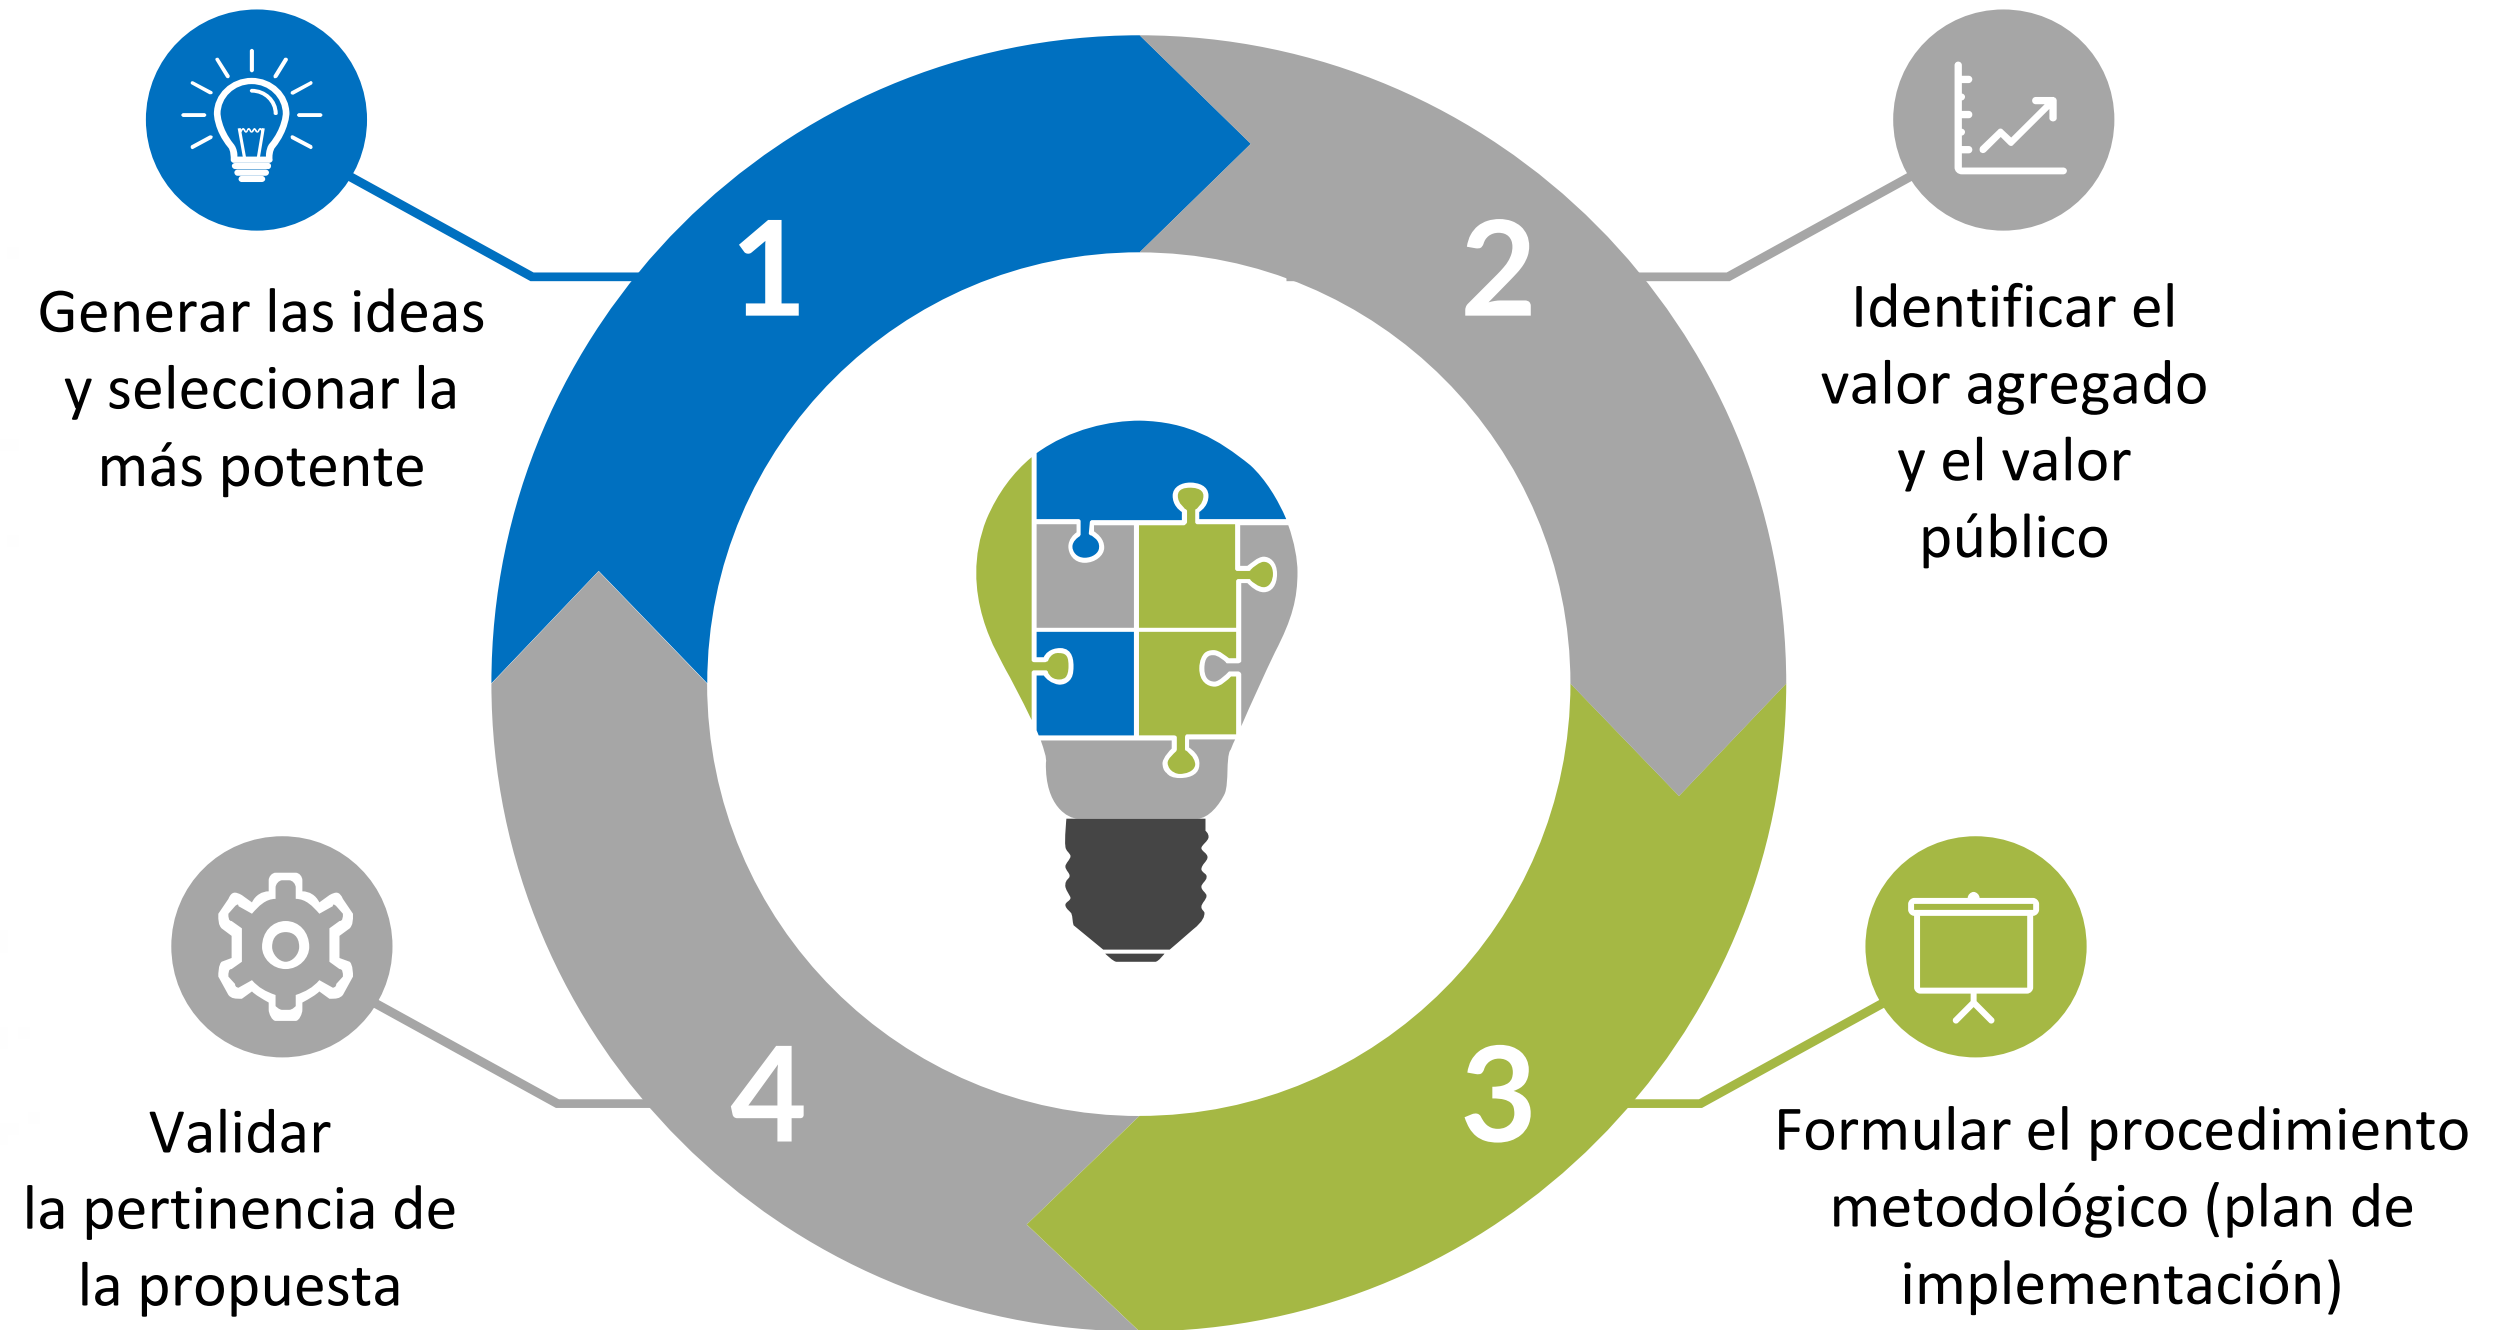 1
Generar las ideas
y seleccionar la
más potente
2
Identificar el
valor agregado
y el valor
público
3
Formular el procedimiento
metodológico (plan de
implementación)
4
Validar
la pertinencia de
la propuesta